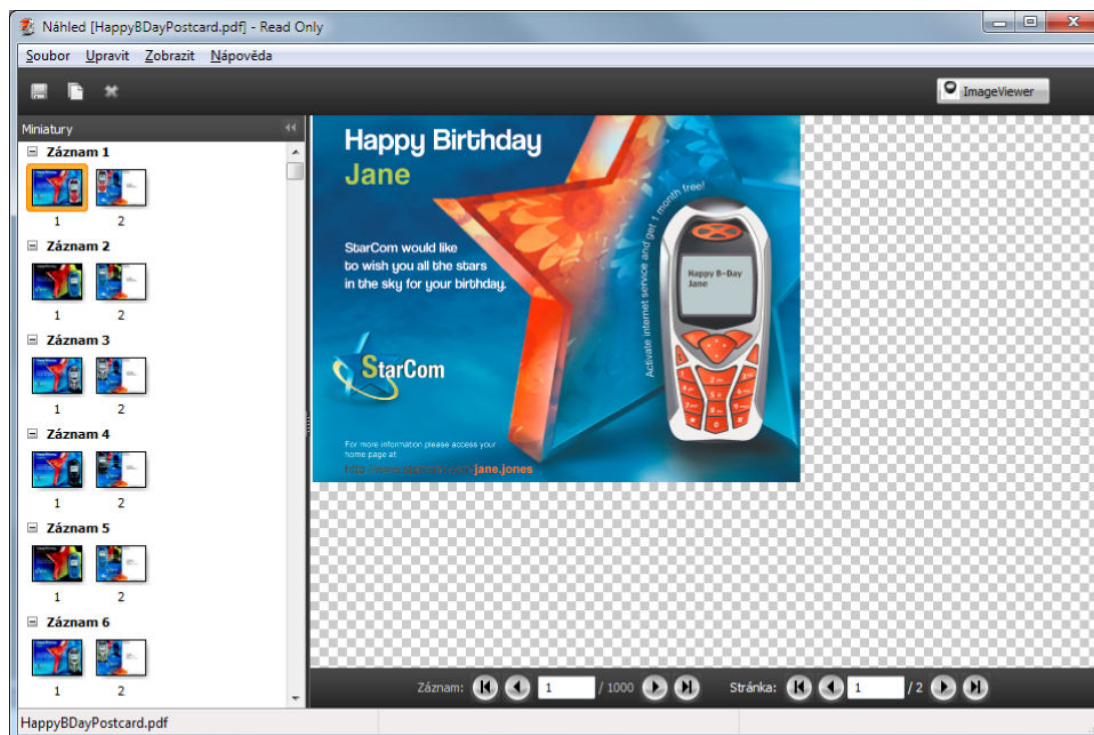 Náhled [HappyBDayPostcard.pdf] - Read Only
Soubor Upravit Zobrazit Nápověda
ImageViewer
Miniatury
Záznam 1
1 2
Záznam 2
1 2
Záznam 3
1 2
Záznam 4
1 2
Záznam 5
1 2
Záznam 6
1 2
Happy Birthday
Jane
StarCom would like
to wish you all the stars
in the sky for your birthday.
StarCom
For more information please access your
home page at
jane.jones
Activate internet service and get 1 month free!
Happy B-Day
Jane
Záznam: 1 / 1000 Stránka: 1 / 2
HappyBDayPostcard.pdf